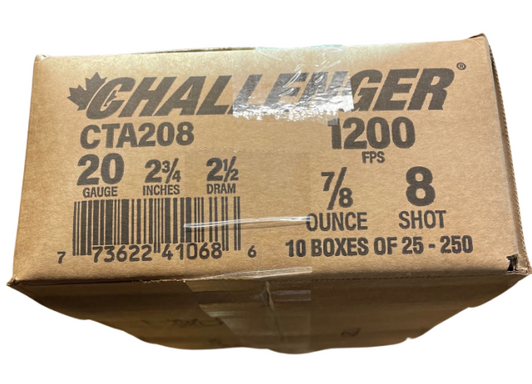 CHALLENGER®
CTA208 1200
FPS
20 2¾ 2½
GAUGE INCHES DRAM
7/8 8
OUNCE SHOT
7 73622 41068 6
10 BOXES OF 25 - 250